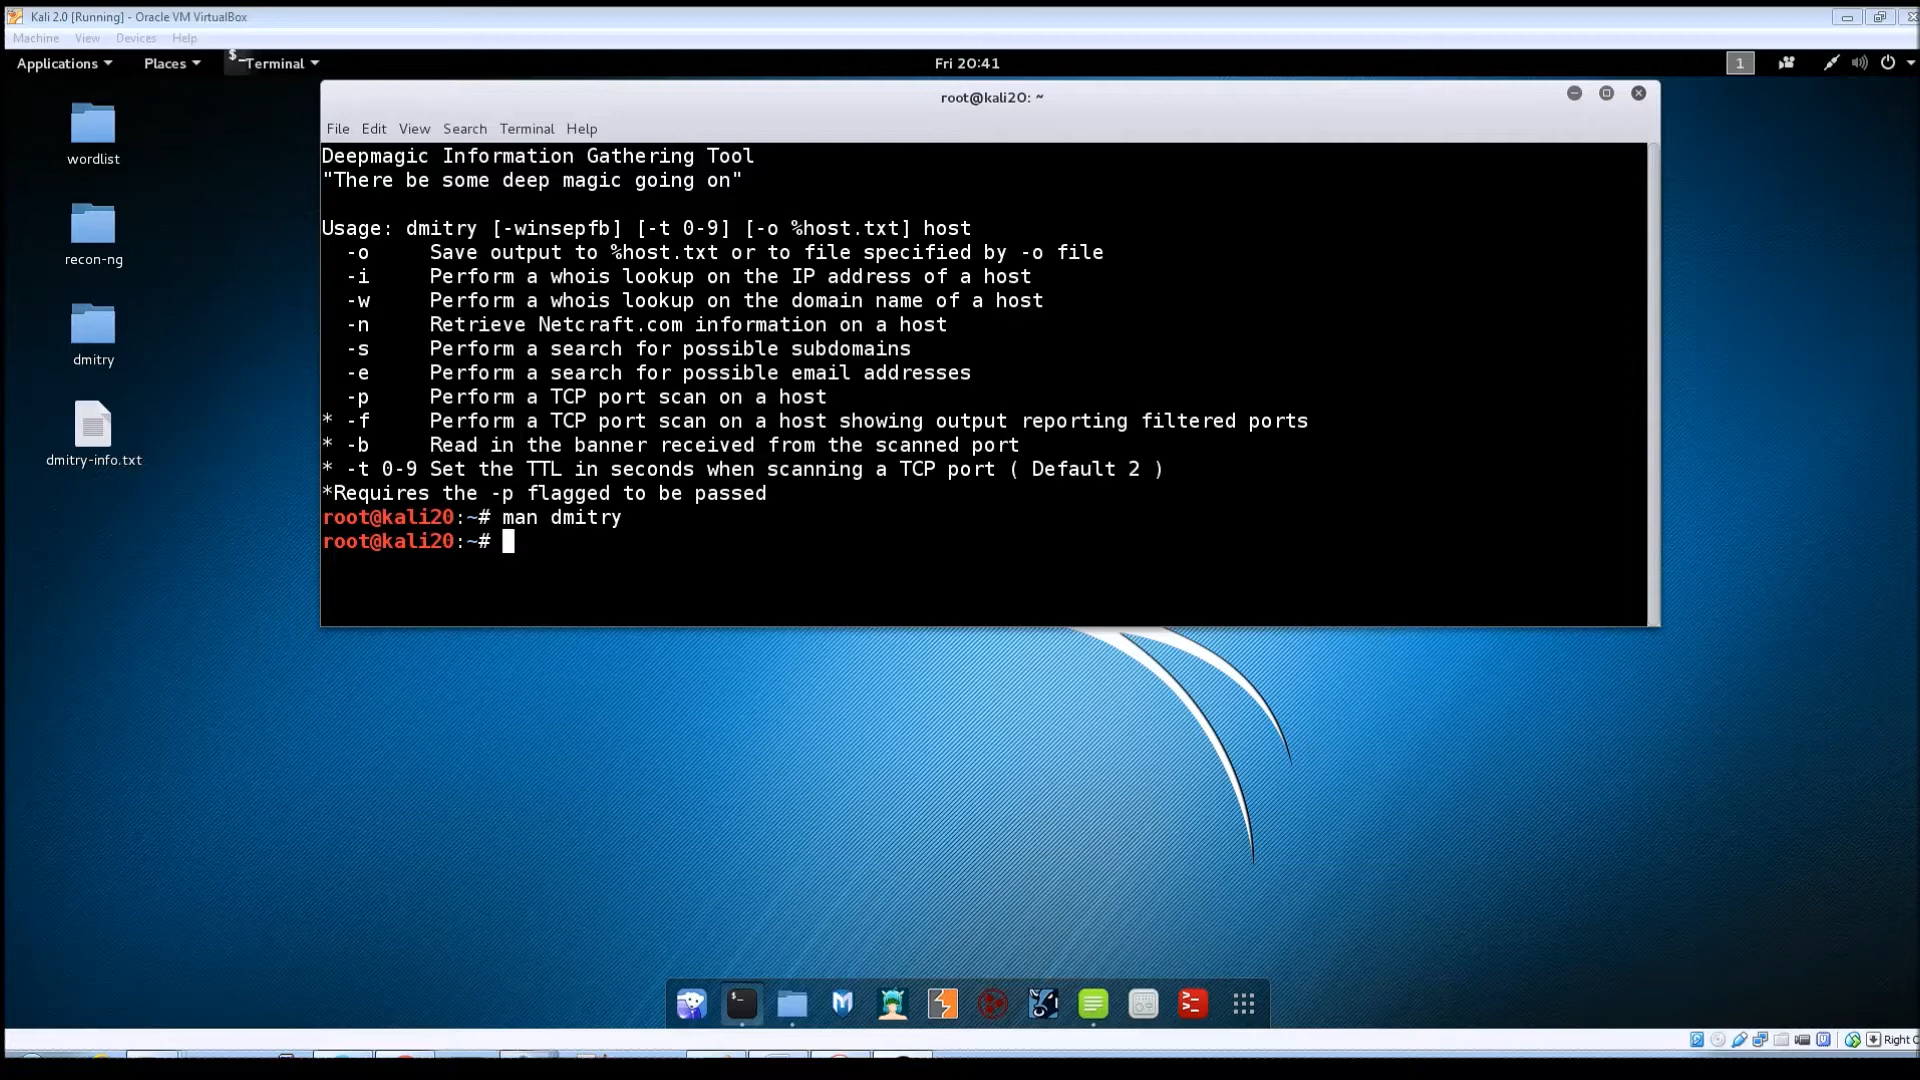 Kali 2.0 [Running] - Oracle VM VirtualBox
Machine View Devices Help
Applications Places Terminal Fri 20:41 1
root@kali20: ~
File Edit View Search Terminal Help
wordlist
recon-ng
dmitry
dmitry-info.txt
Deepmagic Information Gathering Tool
"There be some deep magic going on"
Usage: dmitry [-winsepfb] [-t 0-9] [-o %host.txt] host
-o Save output to %host.txt or to file specified by -o file
-i Perform a whois lookup on the IP address of a host
-w Perform a whois lookup on the domain name of a host
-n Retrieve Netcraft.com information on a host
-s Perform a search for possible subdomains
-e Perform a search for possible email addresses
-p Perform a TCP port scan on a host
* -f Perform a TCP port scan on a host showing output reporting filtered ports
* -b Read in the banner received from the scanned port
* -t 0-9 Set the TTL in seconds when scanning a TCP port ( Default 2 )
*Requires the -p flagged to be passed
root@kali20:~# man dmitry
root@kali20:~#
Right